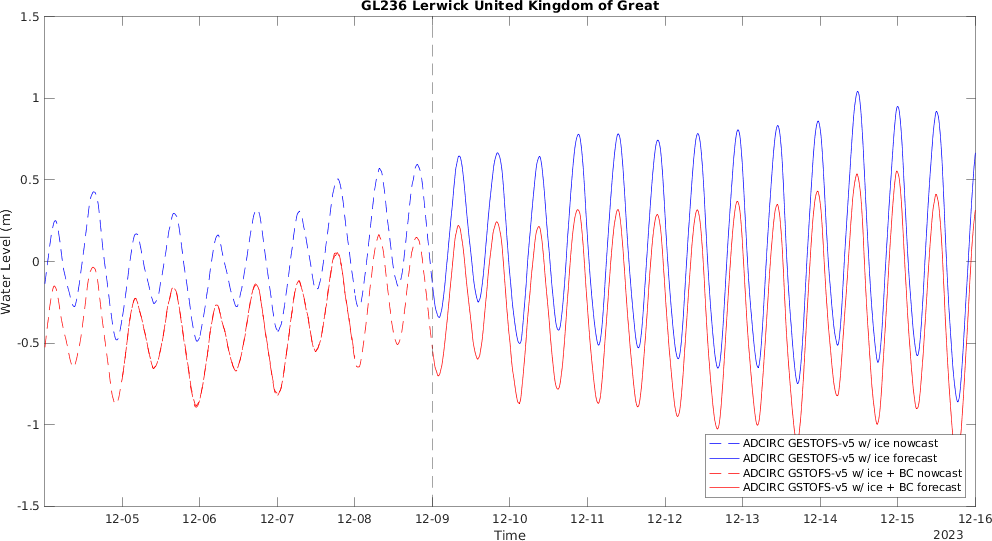 GL236 Lerwick United Kingdom of Great
1.5
1
0.5
0
-0.5
-1
-1.5
Water Level (m)
ADCIRC GESTOFS-v5 w/ ice nowcast
ADCIRC GESTOFS-v5 w/ ice forecast
ADCIRC GSTOFS-v5 w/ ice + BC nowcast
ADCIRC GSTOFS-v5 w/ ice + BC forecast
12-05 12-06 12-07 12-08 12-09 12-10 12-11 12-12 12-13 12-14 12-15 12-16
Time
2023